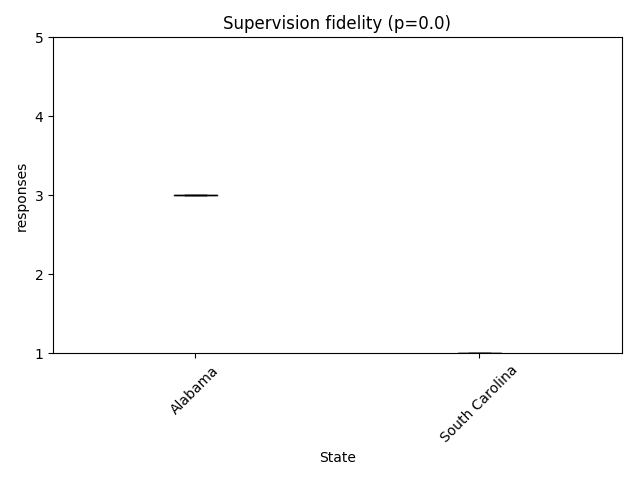 Supervision fidelity (p=0.0)
5
4
3
2
1
responses
Alabama
South Carolina
State